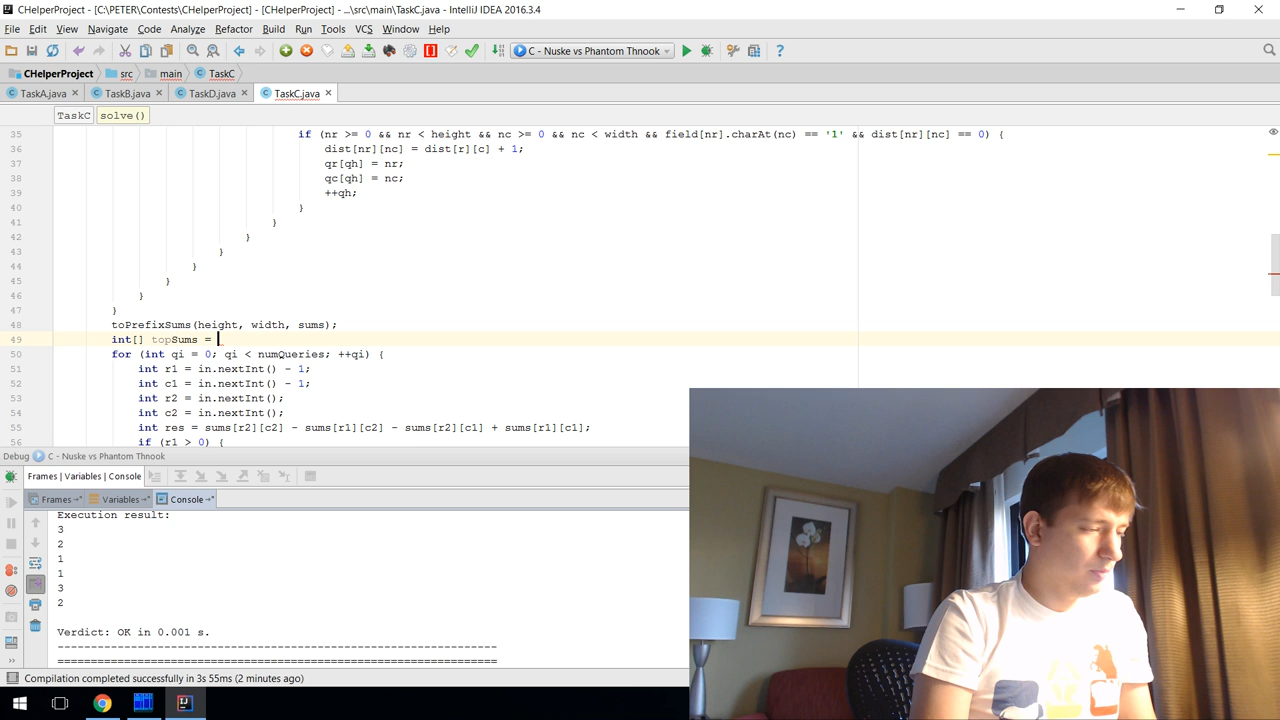 CHelperProject - [C:\PETER\Contests\CHelperProject] - [CHelperProject] - ...\src\main\TaskC.java - IntelliJ IDEA 2016.3.4
File Edit View Navigate Code Analyze Refactor Build Run Tools VCS Window Help
C - Nuske vs Phantom Thnook
CHelperProject src main TaskC
TaskA.java TaskB.java TaskD.java TaskC.java
TaskC solve()
35 if (nr >= 0 && nr < height && nc >= 0 && nc < width && field[nr].charAt(nc) == '1' && dist[nr][nc] == 0) {
36 dist[nr][nc] = dist[r][c] + 1;
37 qr[qh] = nr;
38 qc[qh] = nc;
39 ++qh;
40 }
41 }
42 }
43 }
44 }
45 }
46 }
47 }
48 toPrefixSums(height, width, sums);
49 int[] topSums =
50 for (int qi = 0; qi < numQueries; ++qi) {
51 int r1 = in.nextInt() - 1;
52 int c1 = in.nextInt() - 1;
53 int r2 = in.nextInt();
54 int c2 = in.nextInt();
55 int res = sums[r2][c2] - sums[r1][c2] - sums[r2][c1] + sums[r1][c1];
56 if (r1 > 0) {
Debug C - Nuske vs Phantom Thnook
Frames | Variables | Console
Frames Variables Console
Execution result:
3
2
1
1
3
2
Verdict: OK in 0.001 s.
------------------------------------------------------------------
==================================================================
Compilation completed successfully in 3s 55ms (2 minutes ago)